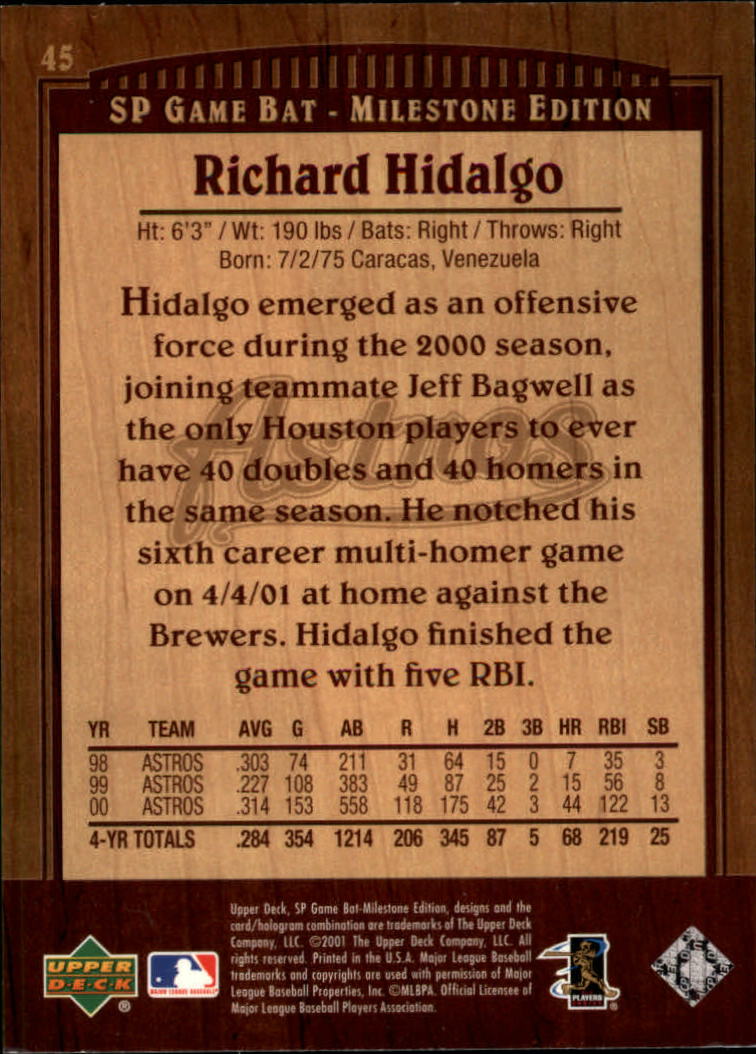 45
SP GAME BAT - MILESTONE EDITION
Richard Hidalgo
Ht: 6'3" / Wt: 190 lbs / Bats: Right / Throws: Right
Born: 7/2/75 Caracas, Venezuela
Hidalgo emerged as an offensive
force during the 2000 season,
joining teammate Jeff Bagwell as
the only Houston players to ever
have 40 doubles and 40 homers in
the same season. He notched his
sixth career multi-homer game
on 4/4/01 at home against the
Brewers. Hidalgo finished the
game with five RBI.
Astros
YR TEAM AVG G AB R H 2B 3B HR RBI SB
98 ASTROS .303 74 211 31 64 15 0 7 35 3
99 ASTROS .227 108 383 49 87 25 2 15 56 8
00 ASTROS .314 153 558 118 175 42 3 44 122 13
4-YR TOTALS .284 354 1214 206 345 87 5 68 219 25
Upper Deck, SP Game Bat-Milestone Edition, designs and the
card/hologram combination are trademarks of The Upper Deck
Company, LLC. ©2001 The Upper Deck Company, LLC. All
rights reserved. Printed in the U.S.A. Major League Baseball
trademarks and copyrights are used with permission of Major
League Baseball Properties, Inc. ©MLBPA. Official Licensee of
Major League Baseball Players Association.
UPPER
D·E·C·K
®
MAJOR LEAGUE BASEBALL
PLAYERS